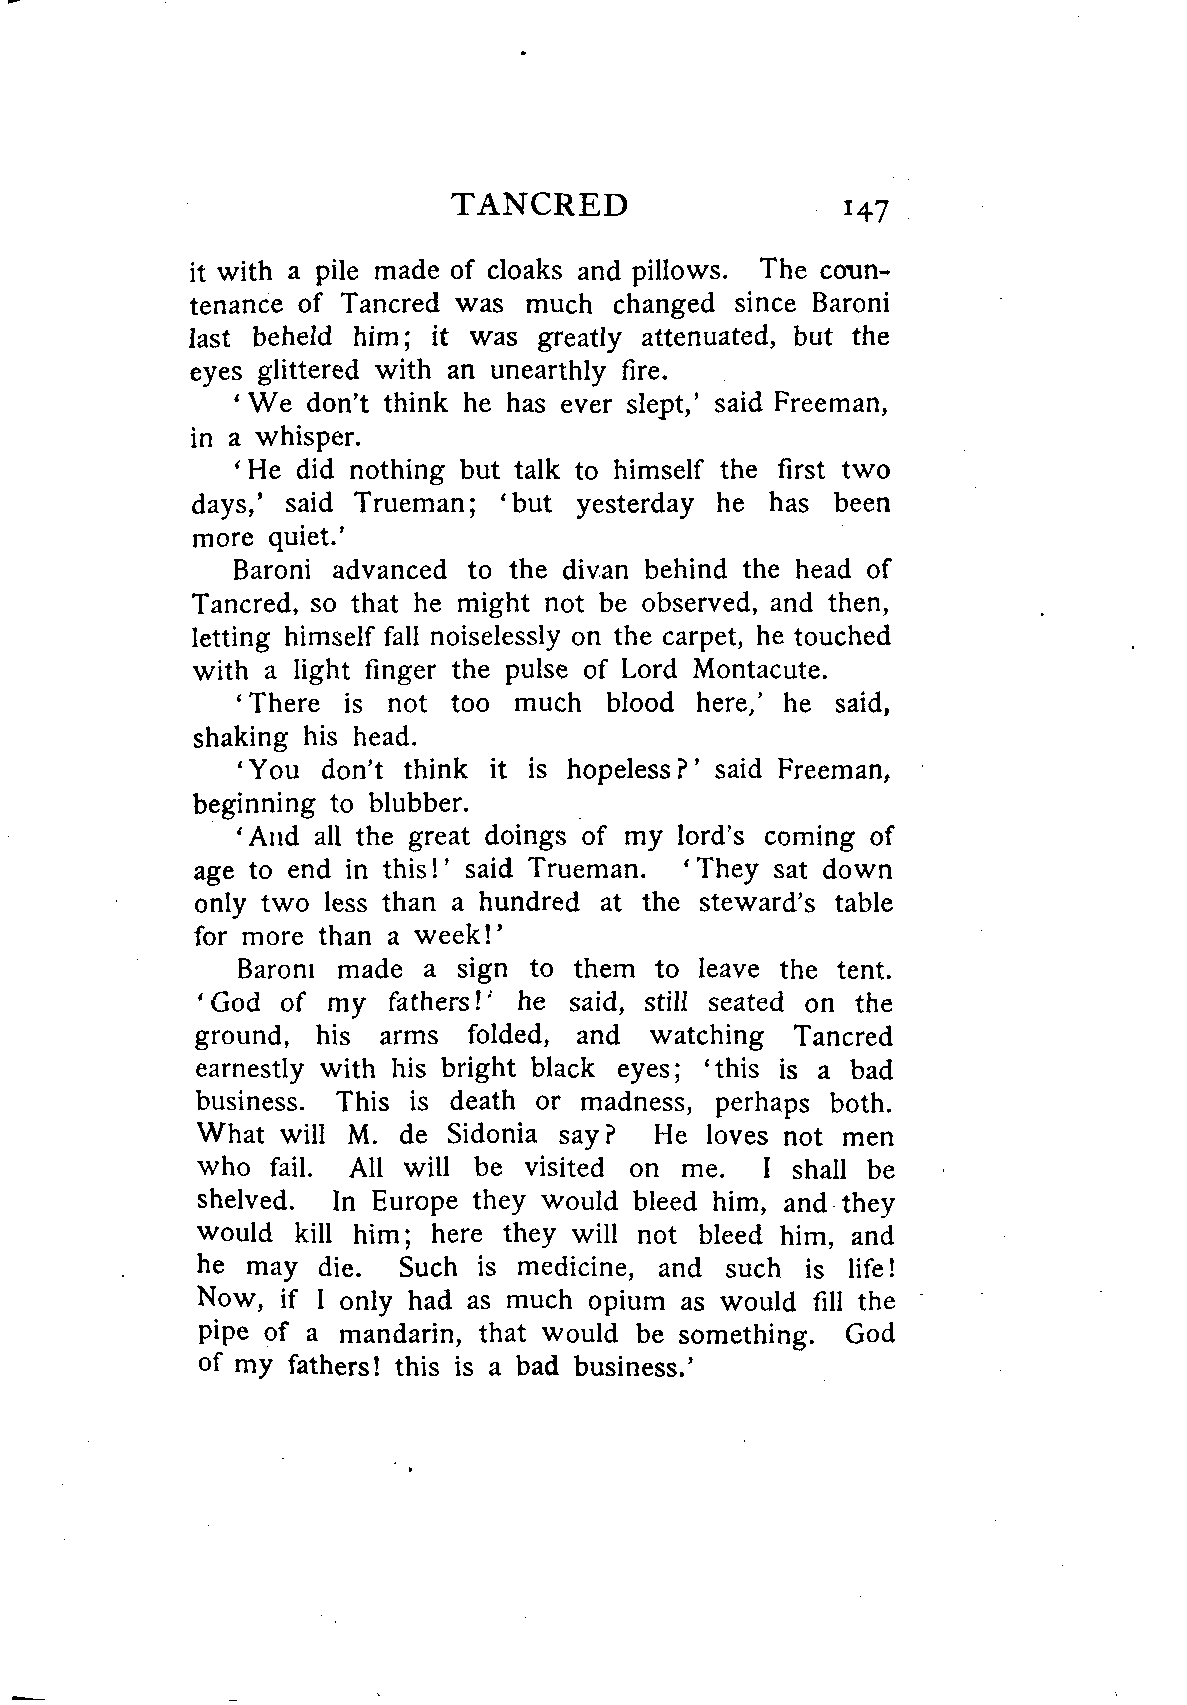 TANCRED 147
it with a pile made of cloaks and pillows. The coun-
tenance of Tancred was much changed since Baroni
last beheld him; it was greatly attenuated, but the
eyes glittered with an unearthly fire.
‘We don't think he has ever slept,’ said Freeman,
in a whisper.
‘He did nothing but talk to himself the first two
days,’ said Trueman; ‘but yesterday he has been
more quiet.’
Baroni advanced to the divan behind the head of
Tancred, so that he might not be observed, and then,
letting himself fall noiselessly on the carpet, he touched
with a light finger the pulse of Lord Montacute.
‘There is not too much blood here,’ he said,
shaking his head.
‘You don't think it is hopeless?’ said Freeman,
beginning to blubber.
‘And all the great doings of my lord's coming of
age to end in this!’ said Trueman. ‘They sat down
only two less than a hundred at the steward's table
for more than a week!’
Baroni made a sign to them to leave the tent.
‘God of my fathers!’ he said, still seated on the
ground, his arms folded, and watching Tancred
earnestly with his bright black eyes; ‘this is a bad
business. This is death or madness, perhaps both.
What will M. de Sidonia say? He loves not men
who fail. All will be visited on me. I shall be
shelved. In Europe they would bleed him, and they
would kill him; here they will not bleed him, and
he may die. Such is medicine, and such is life!
Now, if I only had as much opium as would fill the
pipe of a mandarin, that would be something. God
of my fathers! this is a bad business.’